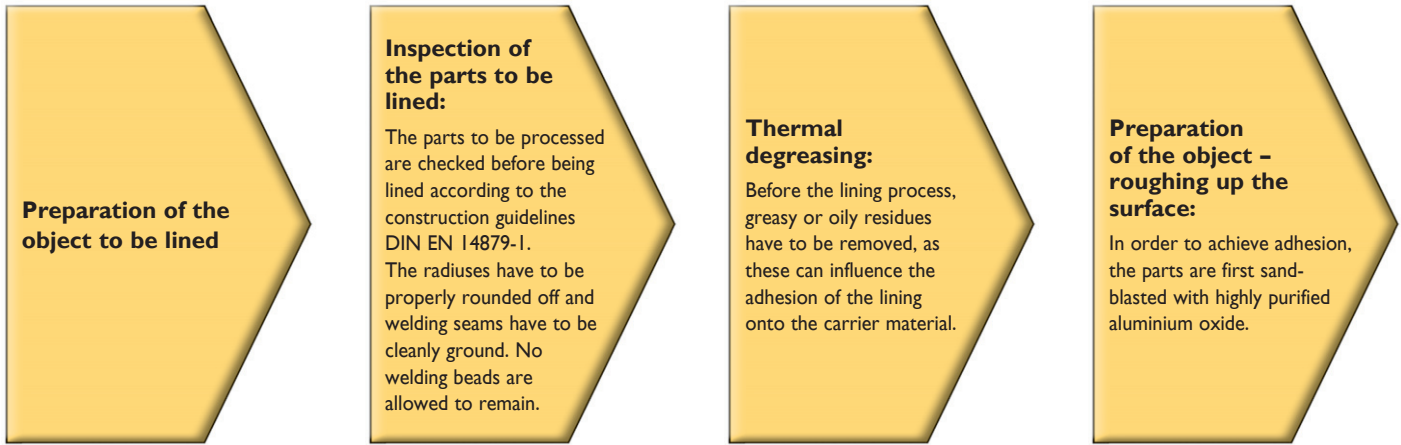 Preparation of the
object to be lined
Inspection of
the parts to be
lined:
The parts to be processed
are checked before being
lined according to the
construction guidelines
DIN EN 14879-1.
The radiuses have to be
properly rounded off and
welding seams have to be
cleanly ground. No
welding beads are
allowed to remain.
Thermal
degreasing:
Before the lining process,
greasy or oily residues
have to be removed, as
these can influence the
adhesion of the lining
onto the carrier material.
Preparation
of the object –
roughing up the
surface:
In order to achieve adhesion,
the parts are first sand-
blasted with highly purified
aluminium oxide.